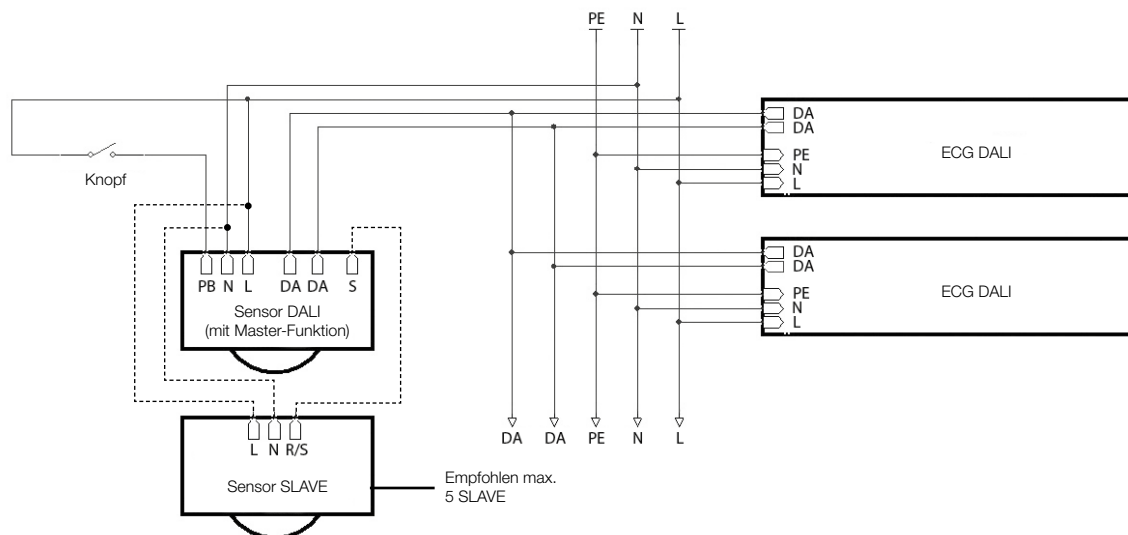 PE N L
DA
DA
PE
N
L
ECG DALI
Knopf
DA
DA
PE
N
L
ECG DALI
PB N L DA DA S
Sensor DALI
(mit Master-Funktion)
DA DA PE N L
L N R/S
Sensor SLAVE
Empfohlen max.
5 SLAVE